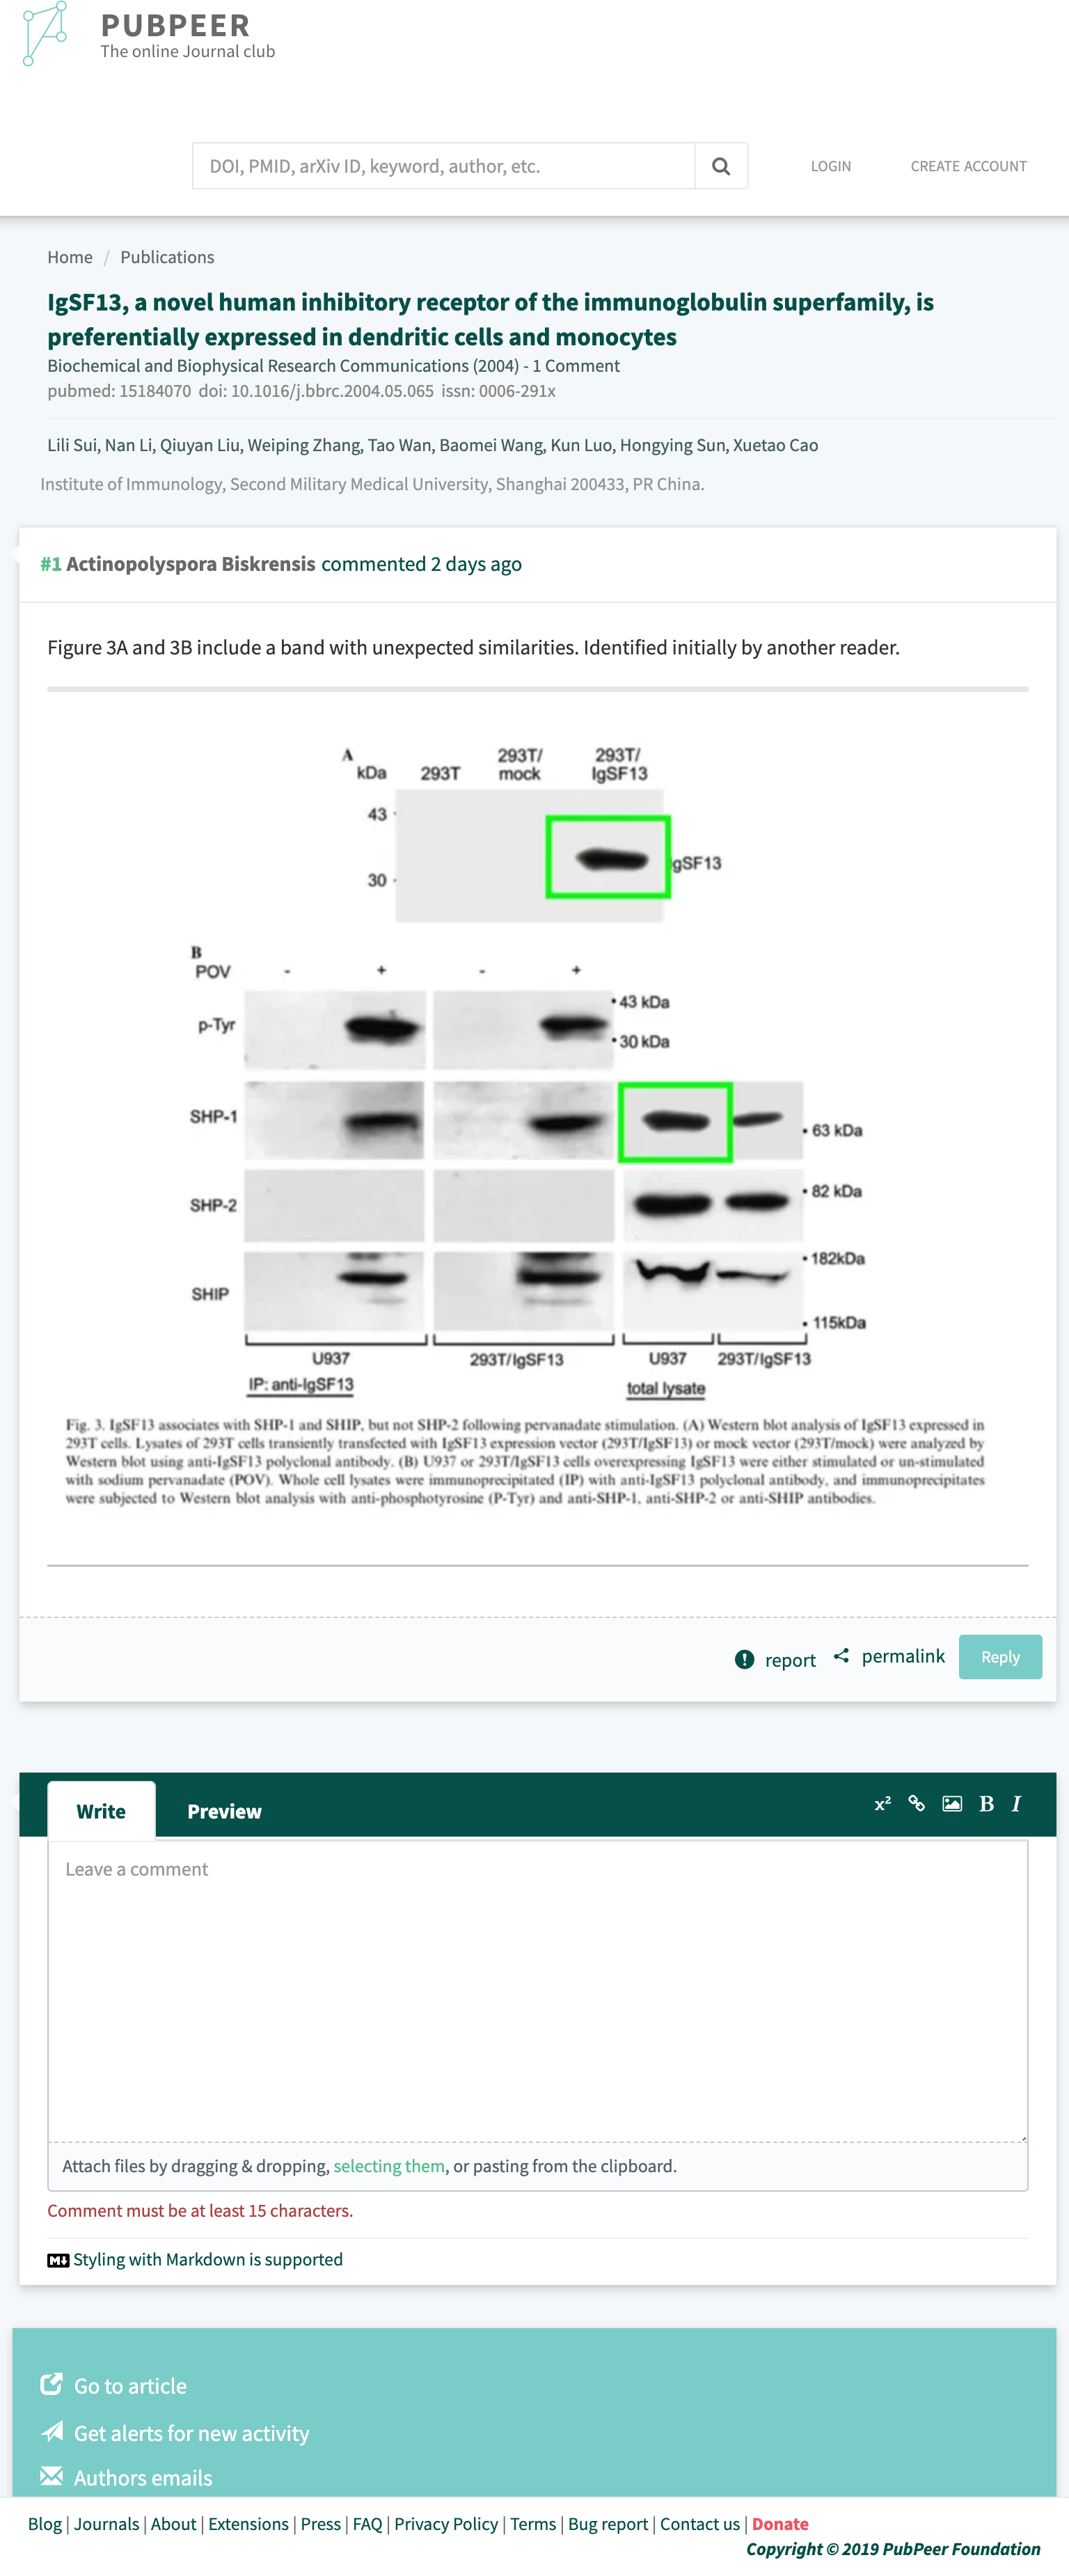 PUBPEER
The online Journal club
DOI, PMID, arXiv ID, keyword, author, etc.
LOGIN
CREATE ACCOUNT
Home / Publications
IgSF13, a novel human inhibitory receptor of the immunoglobulin superfamily, is
preferentially expressed in dendritic cells and monocytes
Biochemical and Biophysical Research Communications (2004) - 1 Comment
pubmed: 15184070 doi: 10.1016/j.bbrc.2004.05.065 issn: 0006-291x
Lili Sui, Nan Li, Qiuyan Liu, Weiping Zhang, Tao Wan, Baomei Wang, Kun Luo, Hongying Sun, Xuetao Cao
Institute of Immunology, Second Military Medical University, Shanghai 200433, PR China.
#1 Actinopolyspora Biskrensis commented 2 days ago
Figure 3A and 3B include a band with unexpected similarities. Identified initially by another reader.
A
kDa 293T 293T/mock 293T/IgSF13
43
30
gSF13
B
POV - + - +
p-Tyr
43 kDa
30 kDa
SHP-1
63 kDa
SHP-2
82 kDa
SHIP
182kDa
115kDa
U937 293T/IgSF13 U937 293T/IgSF13
IP: anti-IgSF13 total lysate
Fig. 3. IgSF13 associates with SHP-1 and SHIP, but not SHP-2 following pervanadate stimulation. (A) Western blot analysis of IgSF13 expressed in
293T cells. Lysates of 293T cells transiently transfected with IgSF13 expression vector (293T/IgSF13) or mock vector (293T/mock) were analyzed by
Western blot using anti-IgSF13 polyclonal antibody. (B) U937 or 293T/IgSF13 cells overexpressing IgSF13 were either stimulated or un-stimulated
with sodium pervanadate (POV). Whole cell lysates were immunoprecipitated (IP) with anti-IgSF13 polyclonal antibody, and immunoprecipitates
were subjected to Western blot analysis with anti-phosphotyrosine (P-Tyr) and anti-SHP-1, anti-SHP-2 or anti-SHIP antibodies.
report
permalink
Reply
Write
Preview
x² B I
Leave a comment
Attach files by dragging & dropping, selecting them, or pasting from the clipboard.
Comment must be at least 15 characters.
Styling with Markdown is supported
Go to article
Get alerts for new activity
Authors emails
Blog | Journals | About | Extensions | Press | FAQ | Privacy Policy | Terms | Bug report | Contact us | Donate
Copyright © 2019 PubPeer Foundation